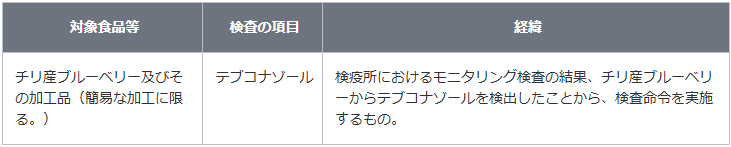 対象食品等 検査の項目 経緯
チリ産ブルーベリー及びそ テブコナゾール 検疫所におけるモニタリング検査の結果、チリ産ブルーベリ
の加工品（簡易な加工に限 ーからテブコナゾールを検出したことから、検査命令を実施
る。） するもの。